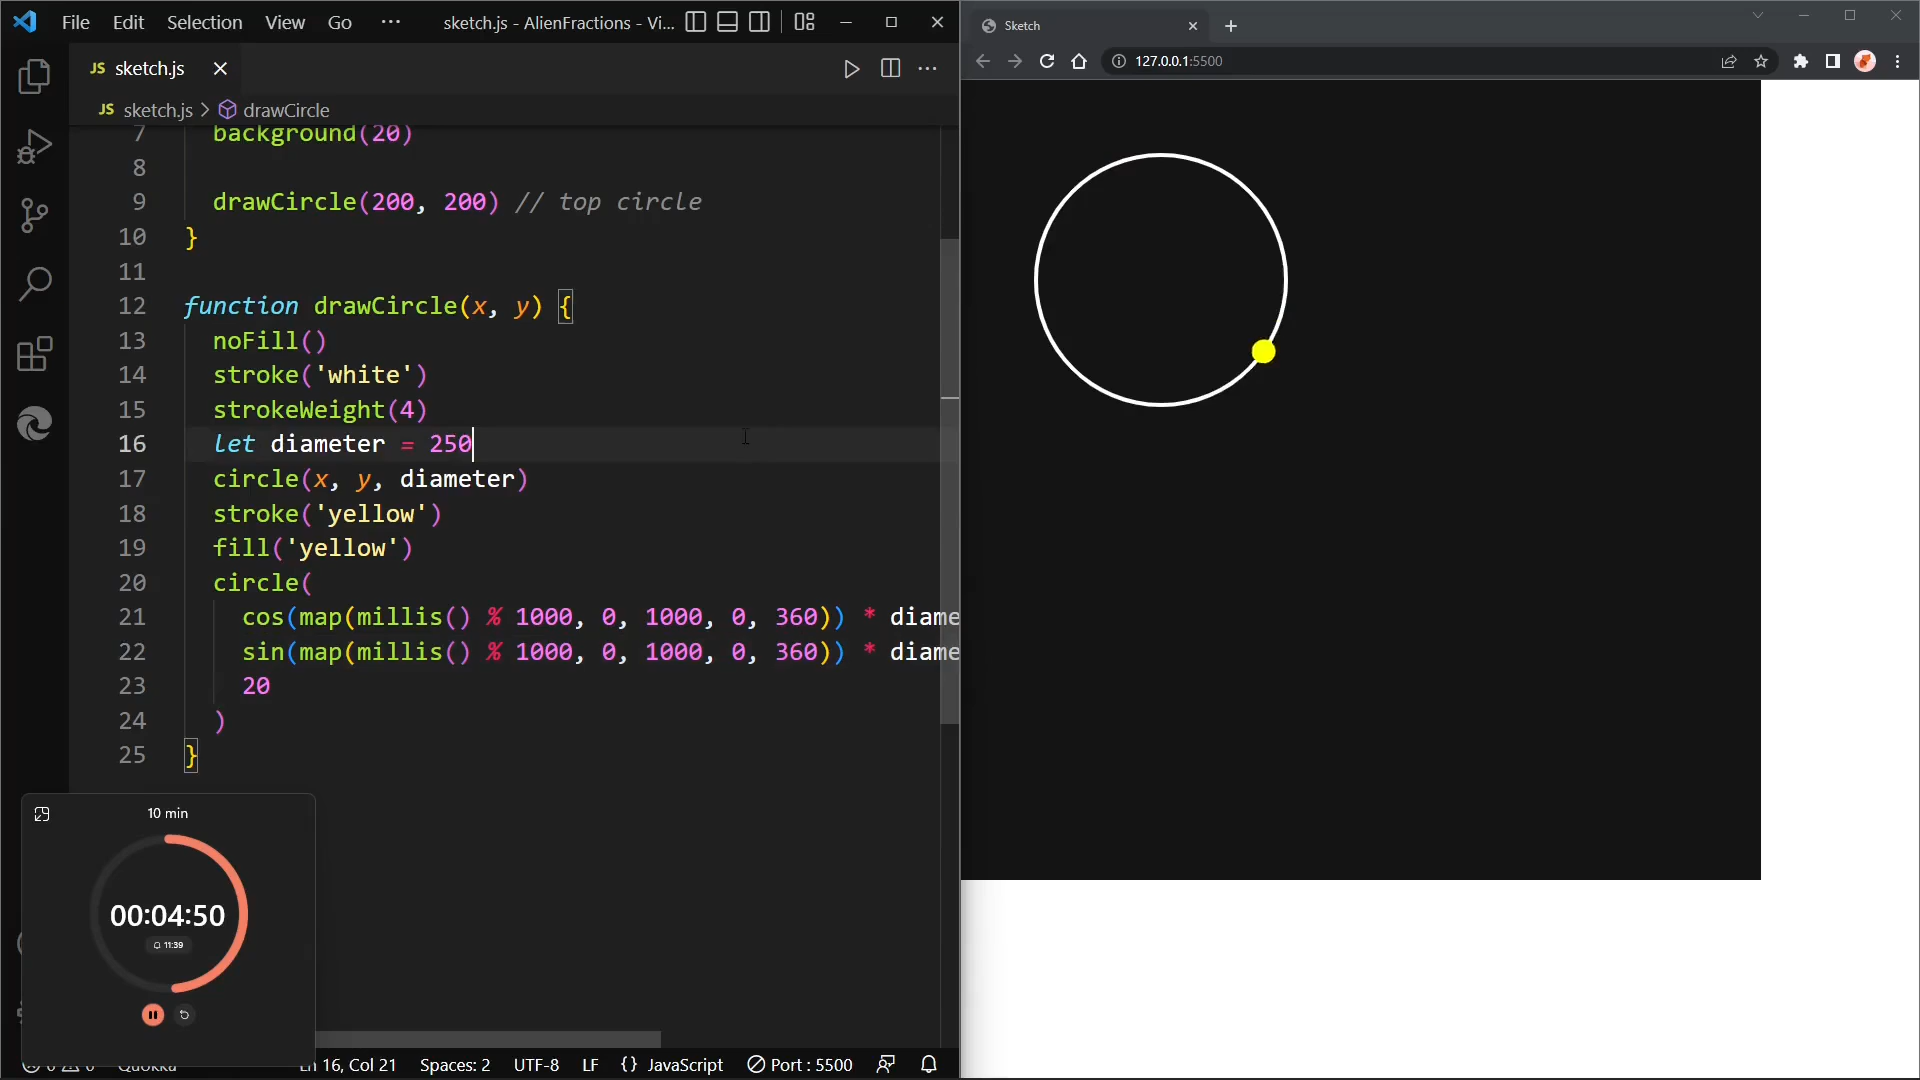 File Edit Selection View Go ··· sketch.js - AlienFractions - Vi...
JS sketch.js
JS sketch.js > drawCircle
7 background(20)
8
9 drawCircle(200, 200) // top circle
10 }
11
12 function drawCircle(x, y) {
13 noFill()
14 stroke('white')
15 strokeWeight(4)
16 let diameter = 250
17 circle(x, y, diameter)
18 stroke('yellow')
19 fill('yellow')
20 circle(
21 cos(map(millis() % 1000, 0, 1000, 0, 360)) * diame
22 sin(map(millis() % 1000, 0, 1000, 0, 360)) * diame
23 20
24 )
25 }
10 min
00:04:50
11:39
Ln 16, Col 21 Spaces: 2 UTF-8 LF {} JavaScript Port : 5500
Sketch
127.0.0.1:5500